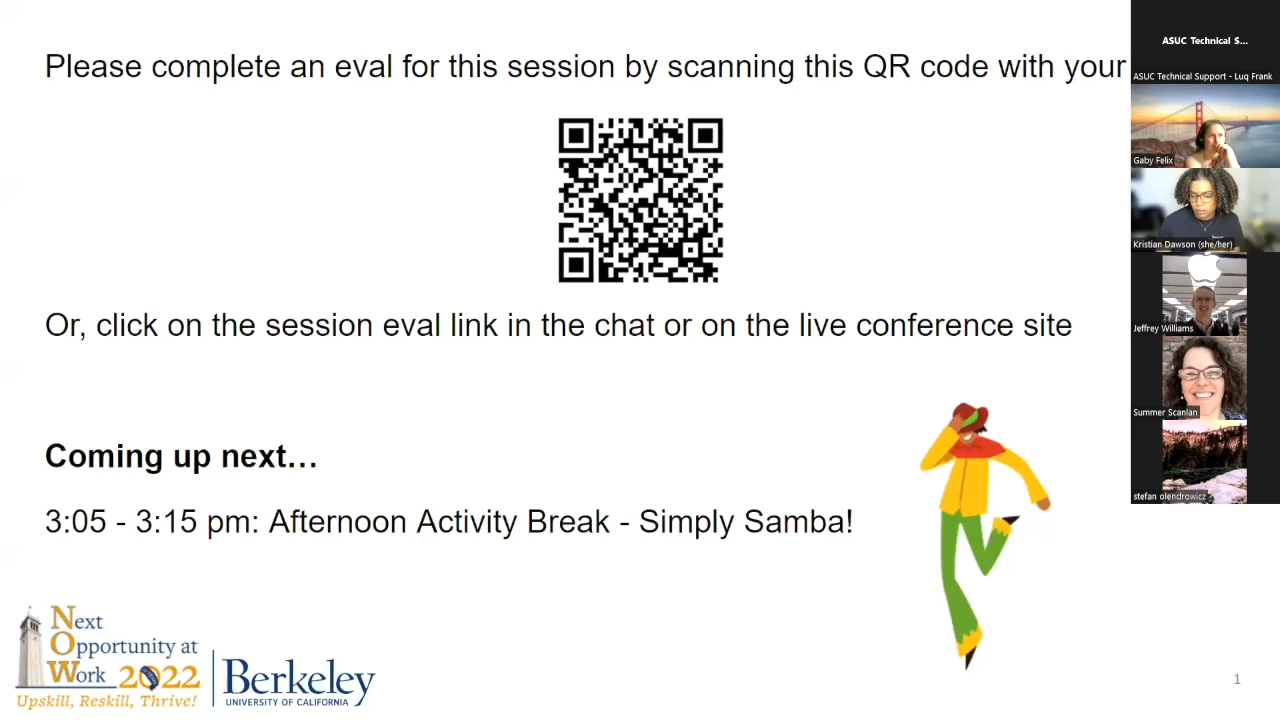 Please complete an eval for this session by scanning this QR code with your
Or, click on the session eval link in the chat or on the live conference site
Coming up next…
3:05 - 3:15 pm: Afternoon Activity Break - Simply Samba!
Next
Opportunity at
Work 2022
Upskill, Reskill, Thrive!
Berkeley
UNIVERSITY OF CALIFORNIA
1
ASUC Technical S...
ASUC Technical Support - Luq Frank
Gaby Felix
Kristian Dawson (she/her)
Jeffrey Williams
Summer Scanlan
stefan olendrowicz